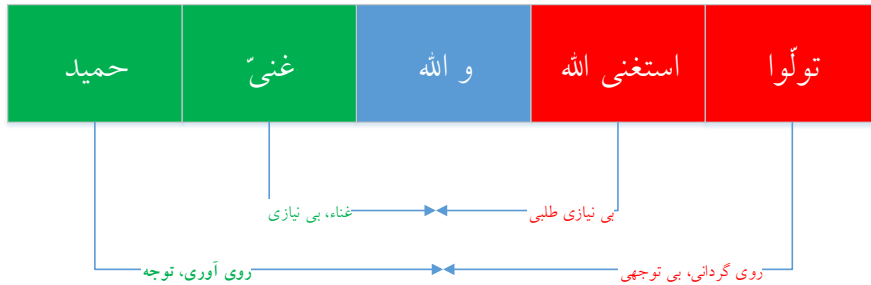 تولّوا استغنی الله و الله غنیّ حمید
بی نیازی طلبی غناء، بی نیازی
روی گردانی، بی توجهی روی آوری، توجه